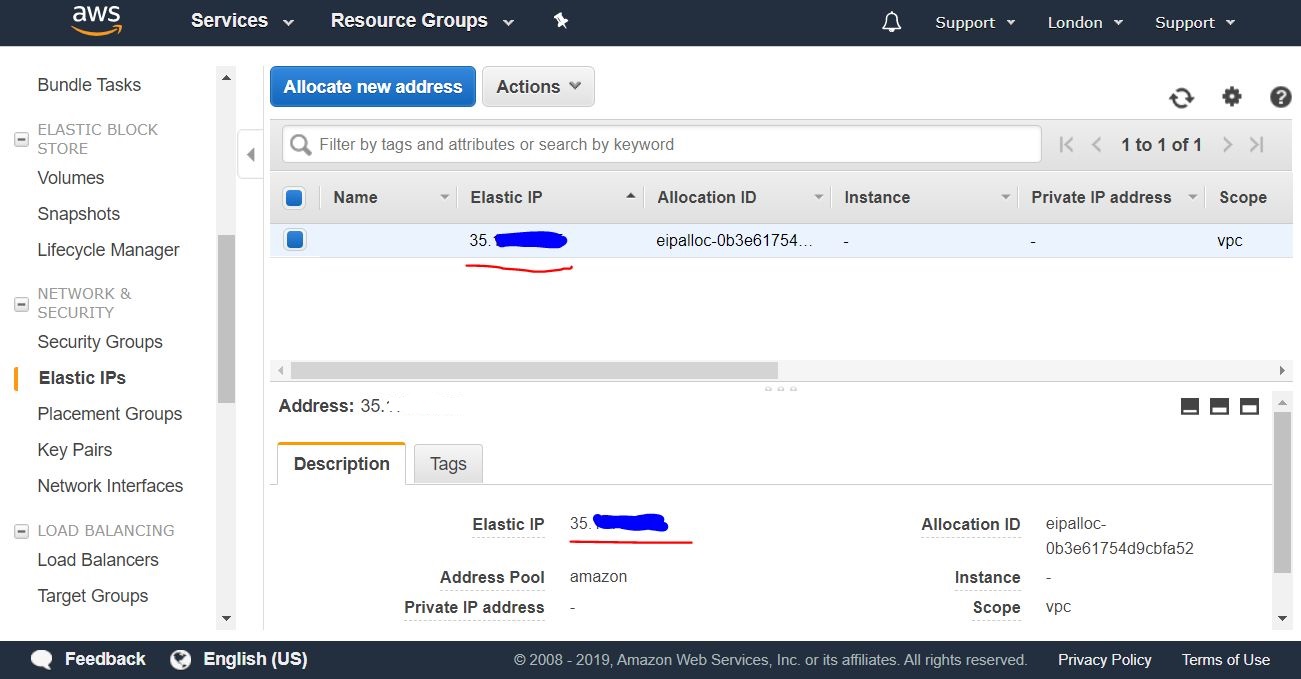 aws Services Resource Groups Support London Support
Bundle Tasks
ELASTIC BLOCK
STORE
Volumes
Snapshots
Lifecycle Manager
NETWORK &
SECURITY
Security Groups
Elastic IPs
Placement Groups
Key Pairs
Network Interfaces
LOAD BALANCING
Load Balancers
Target Groups
Allocate new address Actions
Filter by tags and attributes or search by keyword 1 to 1 of 1
Name Elastic IP Allocation ID Instance Private IP address Scope
35. eipalloc-0b3e61754... - - vpc
Address: 35.
Description Tags
Elastic IP 35. Allocation ID eipalloc-
0b3e61754d9cbfa52
Address Pool amazon Instance -
Private IP address - Scope vpc
Feedback English (US) © 2008 - 2019, Amazon Web Services, Inc. or its affiliates. All rights reserved. Privacy Policy Terms of Use